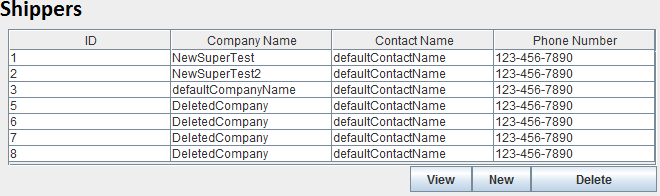 Shippers
ID Company Name Contact Name Phone Number
1 NewSuperTest defaultContactName 123-456-7890
2 NewSuperTest2 defaultContactName 123-456-7890
3 defaultCompanyName defaultContactName 123-456-7890
5 DeletedCompany defaultContactName 123-456-7890
6 DeletedCompany defaultContactName 123-456-7890
7 DeletedCompany defaultContactName 123-456-7890
8 DeletedCompany defaultContactName 123-456-7890
View New Delete